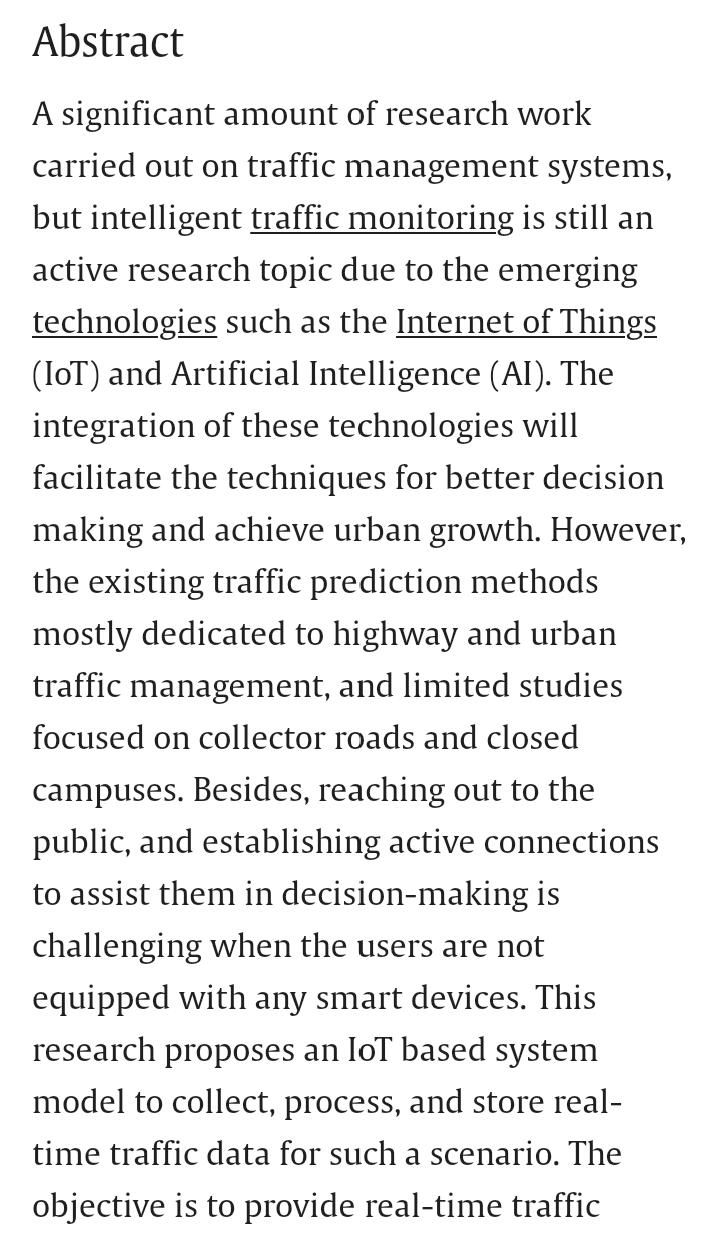 Abstract
A significant amount of research work
carried out on traffic management systems,
but intelligent traffic monitoring is still an
active research topic due to the emerging
technologies such as the Internet of Things
(IoT) and Artificial Intelligence (AI). The
integration of these technologies will
facilitate the techniques for better decision
making and achieve urban growth. However,
the existing traffic prediction methods
mostly dedicated to highway and urban
traffic management, and limited studies
focused on collector roads and closed
campuses. Besides, reaching out to the
public, and establishing active connections
to assist them in decision-making is
challenging when the users are not
equipped with any smart devices. This
research proposes an IoT based system
model to collect, process, and store real-
time traffic data for such a scenario. The
objective is to provide real-time traffic